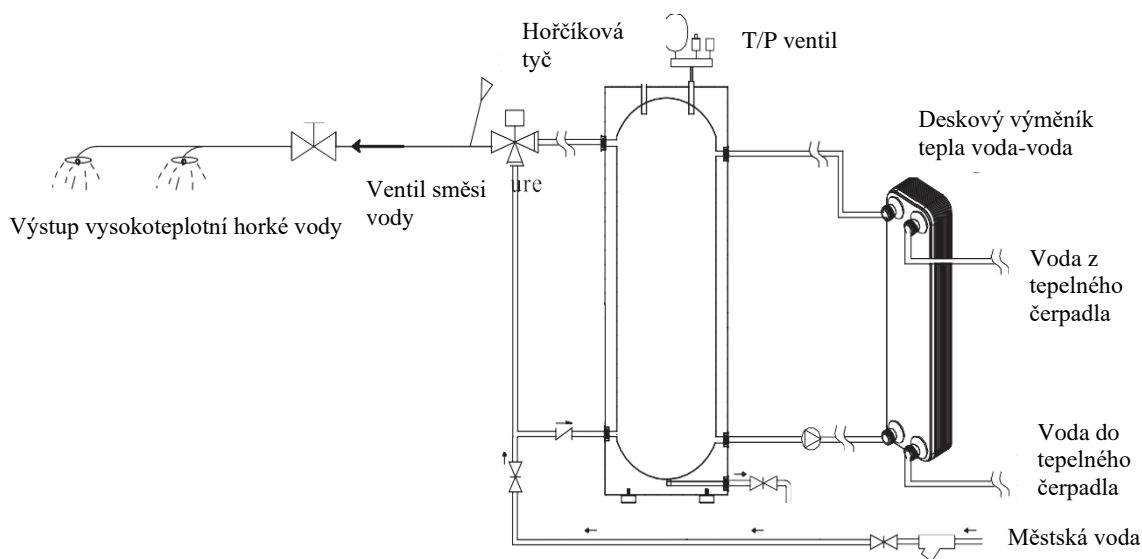 Hořčíková
tyč
T/P ventil
Deskový výměník
tepla voda-voda
Ventil směsi
vody
ure
Výstup vysokoteplotní horké vody
Voda z
tepelného
čerpadla
Voda do
tepelného
čerpadla
Městská voda